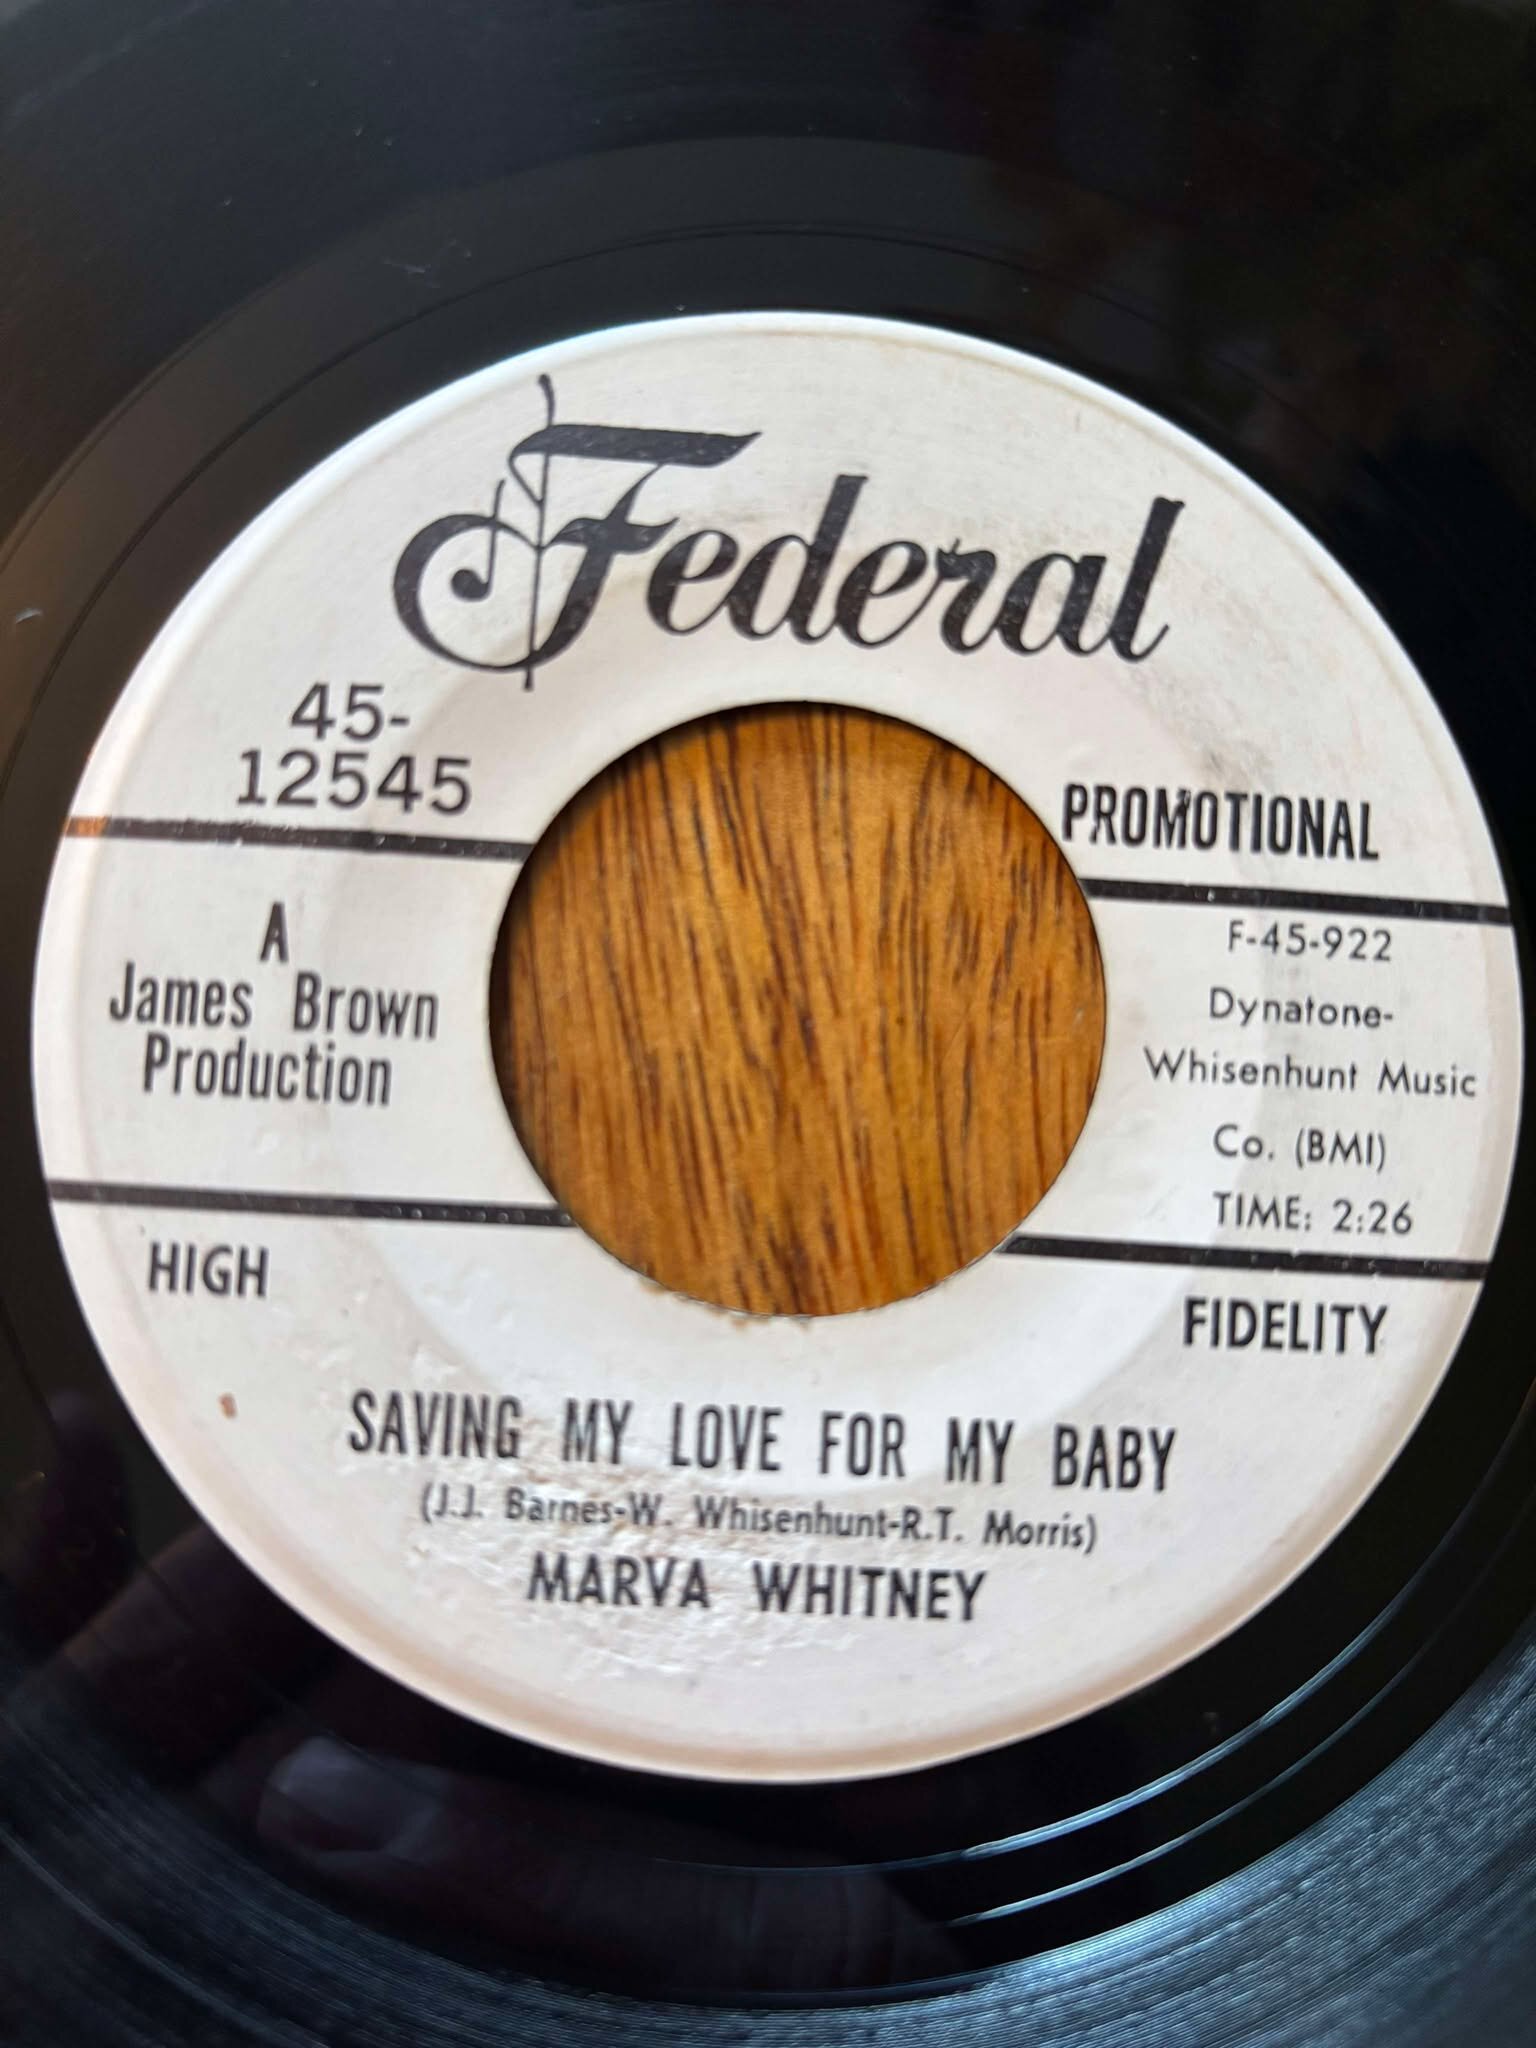 Federal
45-
12545
PROMOTIONAL
A
James Brown
Production
F-45-922
Dynatone-
Whisenhunt Music
Co. (BMI)
TIME: 2:26
HIGH
FIDELITY
SAVING MY LOVE FOR MY BABY
(J.J. Barnes-W. Whisenhunt-R.T. Morris)
MARVA WHITNEY